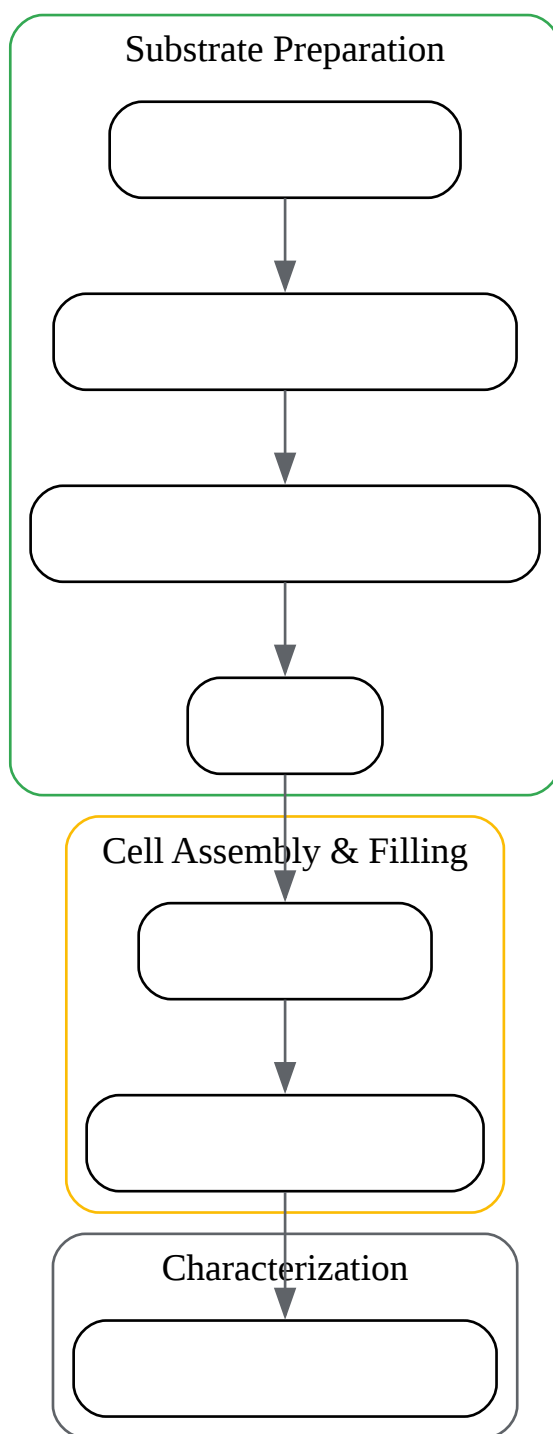 Substrate Preparation
Cell Assembly & Filling
Characterization